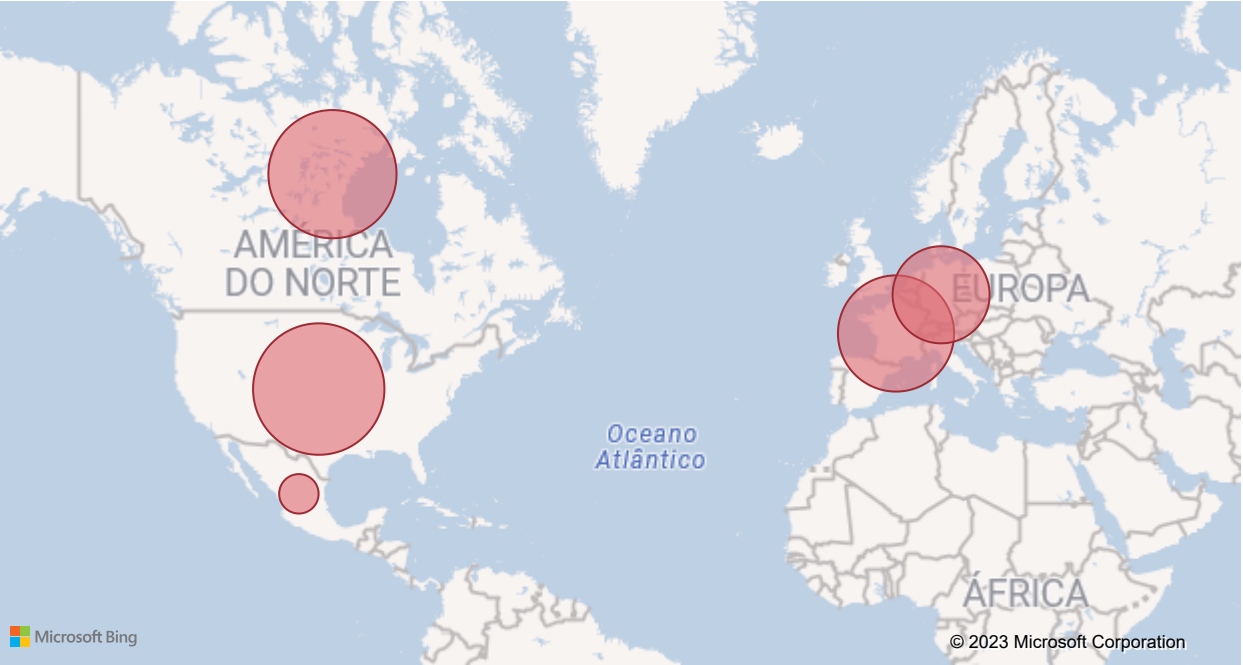 AMÉRICA
DO NORTE
EUROPA
Oceano
Atlântico
ÁFRICA
Microsoft Bing
© 2023 Microsoft Corporation